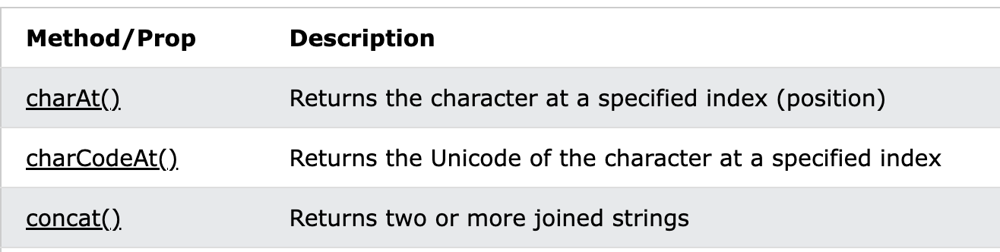 Method/Prop Description
charAt() Returns the character at a specified index (position)
charCodeAt() Returns the Unicode of the character at a specified index
concat() Returns two or more joined strings